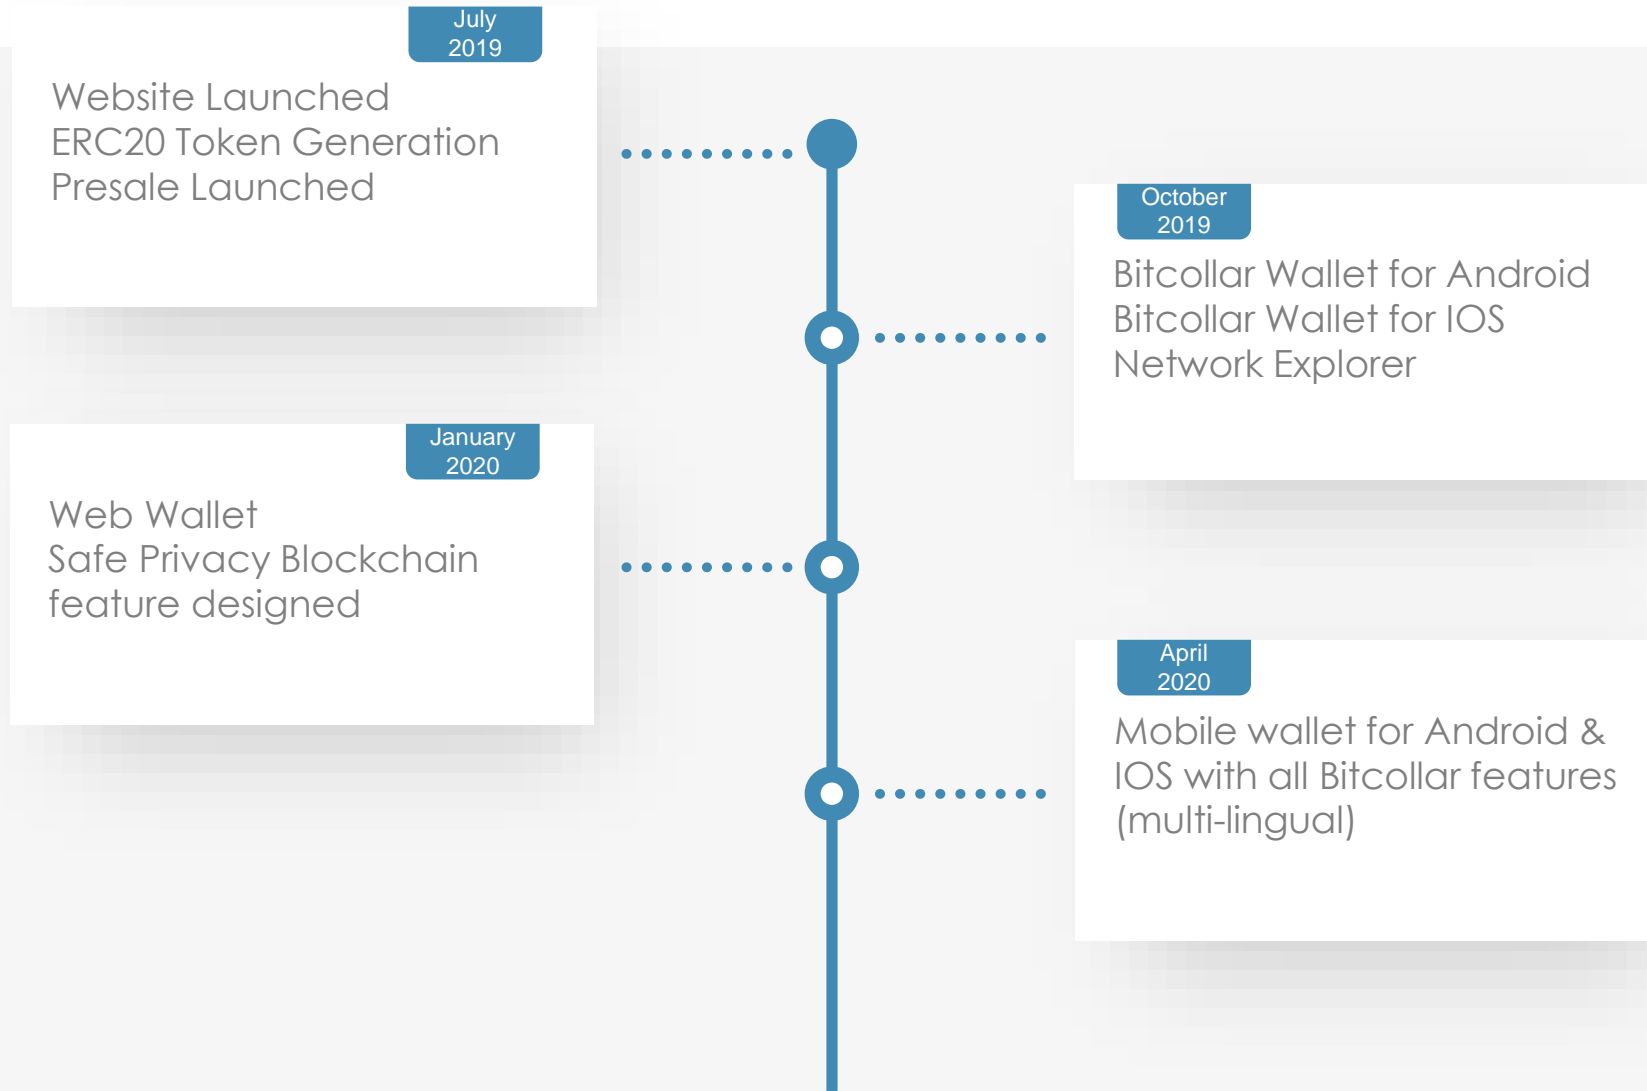 July
2019
Website Launched
ERC20 Token Generation
Presale Launched
October
2019
Bitcollar Wallet for Android
Bitcollar Wallet for IOS
Network Explorer
January
2020
Web Wallet
Safe Privacy Blockchain
feature designed
April
2020
Mobile wallet for Android &
IOS with all Bitcollar features
(multi-lingual)